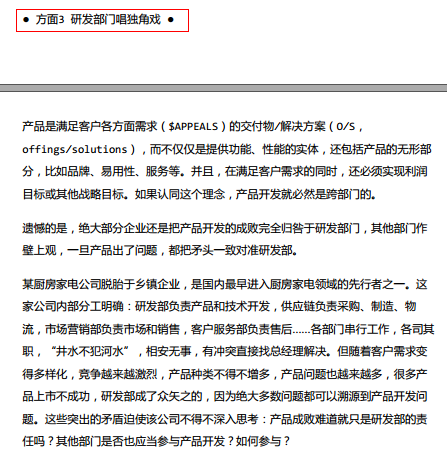 ● 方面3 研发部门唱独角戏 ●
产品是满足客户各方面需求（$APPEALS）的交付物/解决方案（O/S，
offings/solutions），而不仅仅是提供功能、性能的实体，还包括产品的无形部
分，比如品牌、易用性、服务等。并且，在满足客户需求的同时，还必须实现利润
目标或其他战略目标。如果认同这个理念，产品开发就必然是跨部门的。
遗憾的是，绝大部分企业还是把产品开发的成败完全归咎于研发部门，其他部门作
壁上观，一旦产品出了问题，都把矛头一致对准研发部。
某厨房家电公司脱胎于乡镇企业，是国内最早进入厨房家电领域的先行者之一。这
家公司内部分工明确：研发部负责产品和技术开发，供应链负责采购、制造、物
流，市场营销部负责市场和销售，客户服务部负责售后……各部门串行工作，各司其
职，“井水不犯河水”，相安无事，有冲突直接找总经理解决。但随着客户需求变
得多样化，竞争越来越激烈，产品种类不得不增多，产品问题也越来越多，很多产
品上市不成功，研发部成了众矢之的，因为绝大多数问题都可以溯源到产品开发问
题。这些突出的矛盾迫使该公司不得不深入思考：产品成败难道就只是研发部的责
任吗？其他部门是否也应当参与产品开发？如何参与？